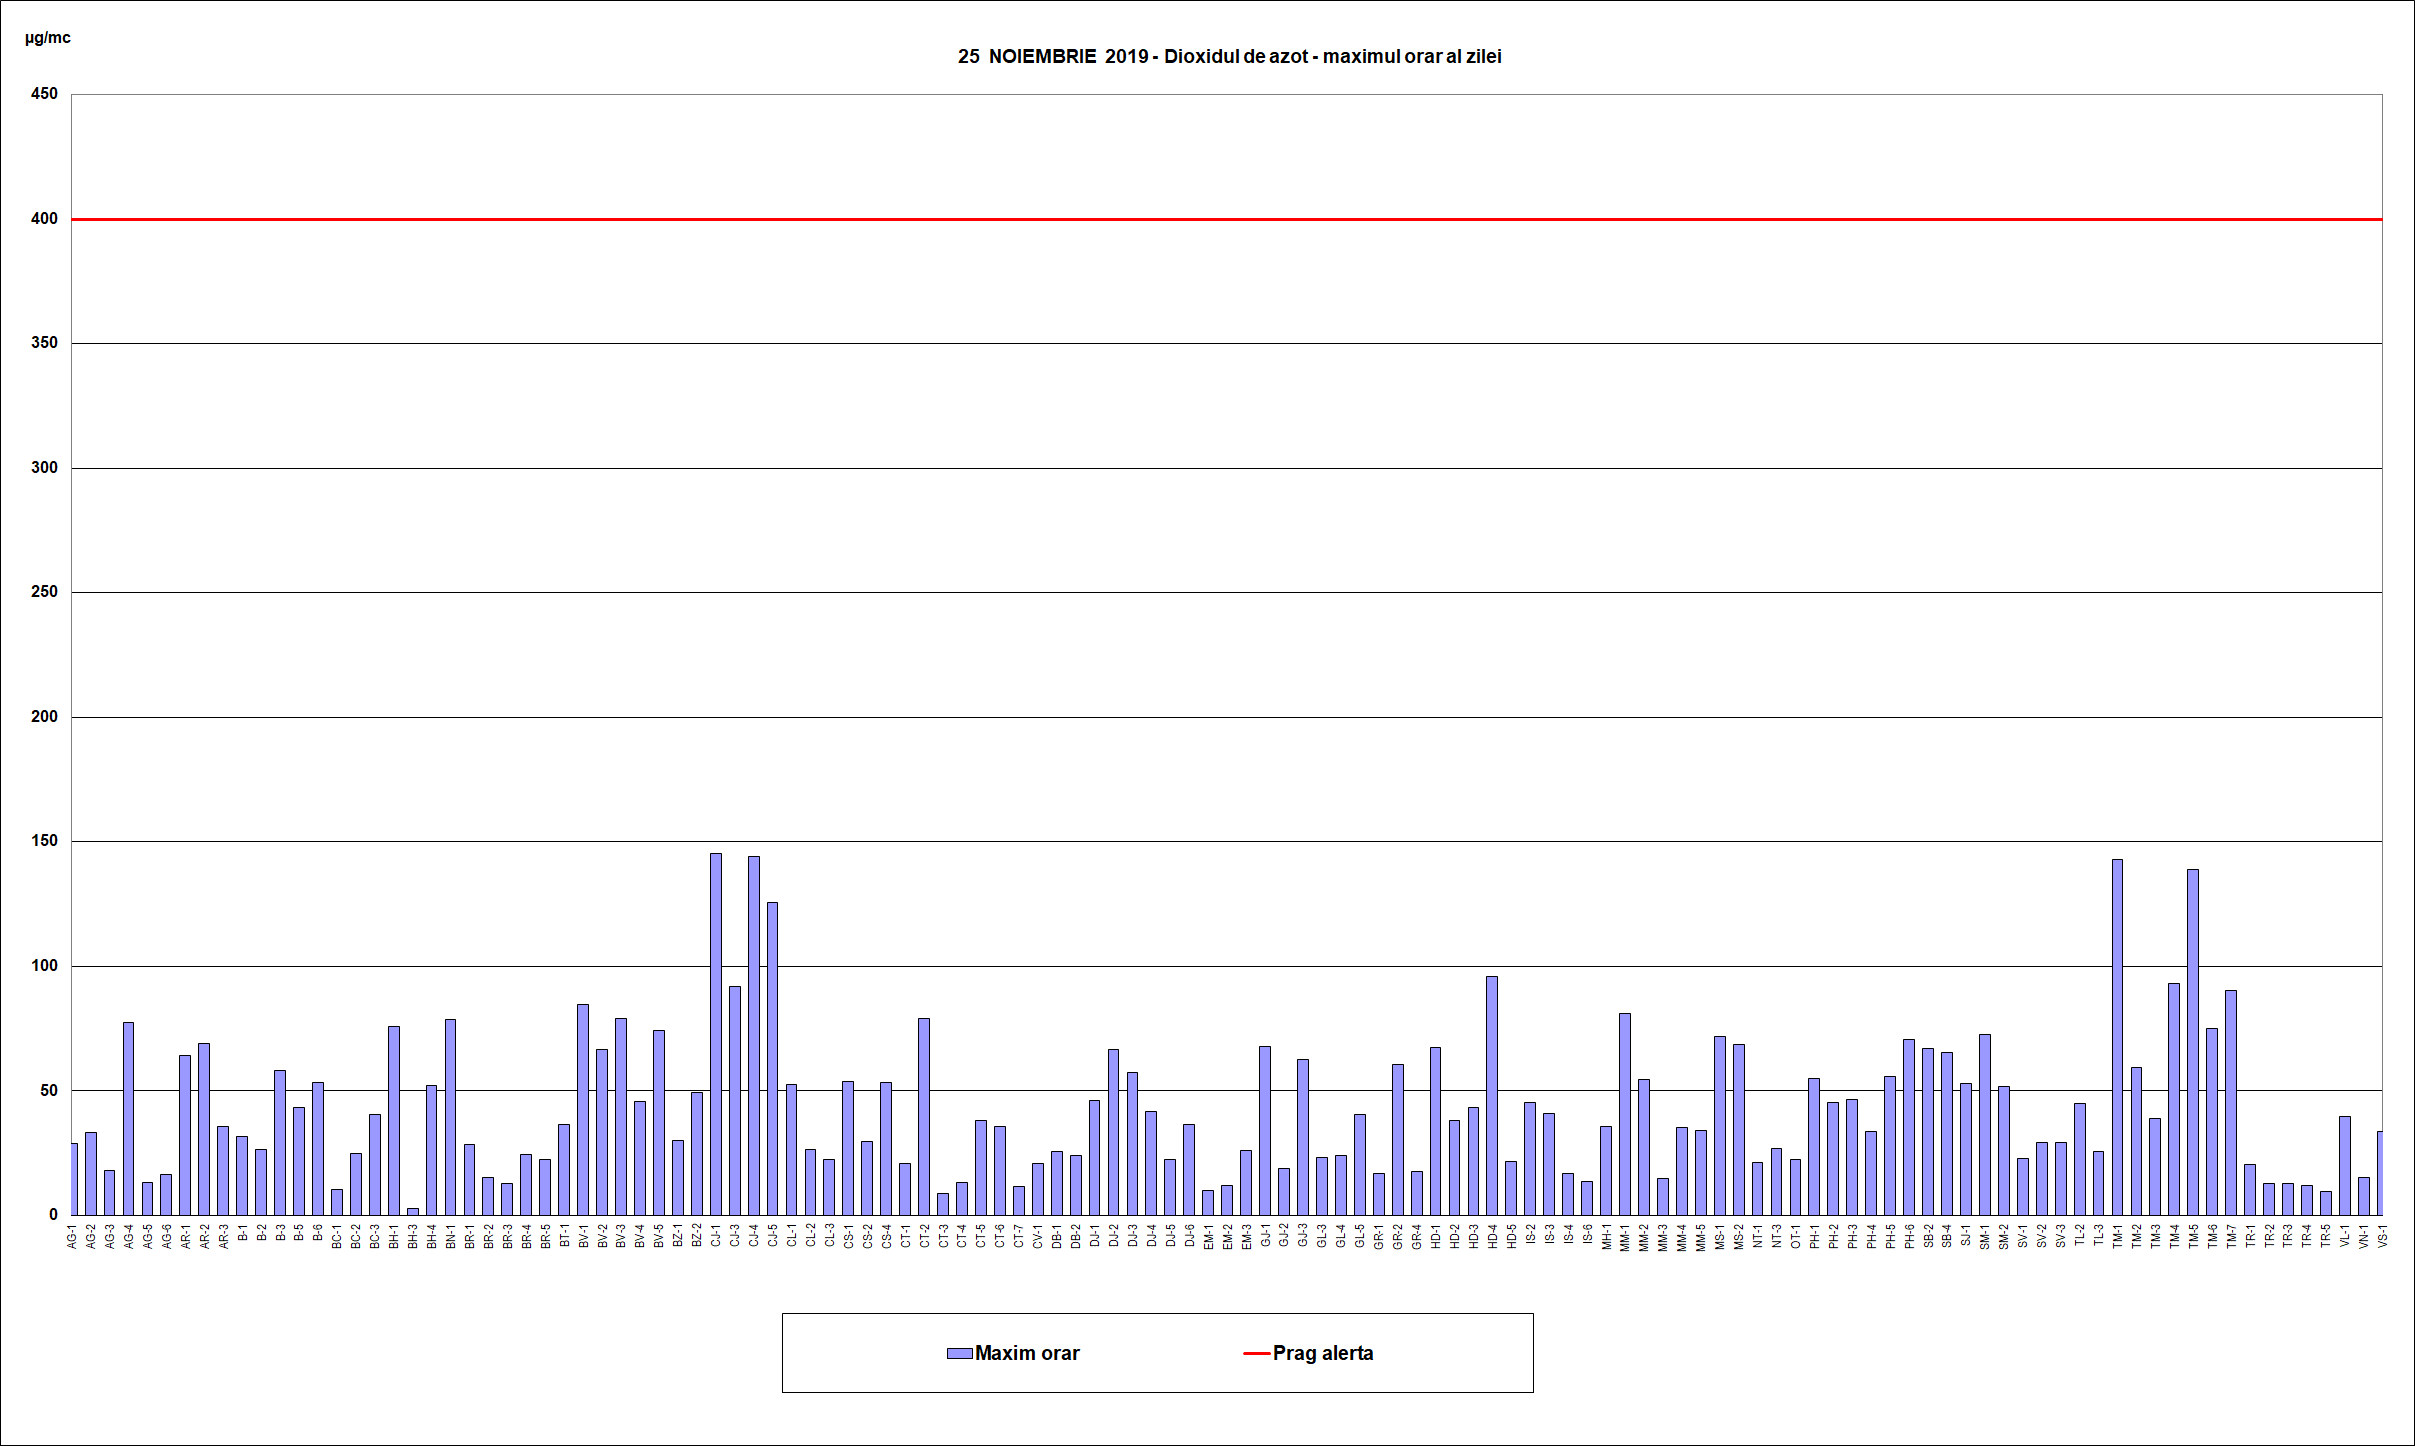 µg/mc
25 NOIEMBRIE 2019 - Dioxidul de azot - maximul orar al zilei
450
400
350
300
250
200
150
100
50
0
AG-1 AG-2 AG-3 AG-4 AG-5 AG-6 AR-1 AR-2 AR-3 B-1 B-2 B-3 B-5 B-6 BC-1 BC-2 BC-3 BH-1 BH-3 BH-4 BN-1 BR-1 BR-2 BR-3 BR-4 BR-5 BT-1 BV-1 BV-2 BV-3 BV-4 BV-5 BZ-1 BZ-2 CJ-1 CJ-3 CJ-4 CJ-5 CL-1 CL-2 CL-3 CS-1 CS-2 CS-4 CT-1 CT-2 CT-3 CT-4 CT-5 CT-6 CT-7 CV-1 DB-1 DB-2 DJ-1 DJ-2 DJ-3 DJ-4 DJ-5 DJ-6 EM-1 EM-2 EM-3 GJ-1 GJ-2 GJ-3 GL-3 GL-4 GL-5 GR-1 GR-2 GR-4 HD-1 HD-2 HD-3 HD-4 HD-5 IS-2 IS-3 IS-4 IS-6 MH-1 MM-1 MM-2 MM-3 MM-4 MM-5 MS-1 MS-2 NT-1 NT-3 OT-1 PH-1 PH-2 PH-3 PH-4 PH-5 PH-6 SB-2 SB-4 SJ-1 SM-1 SM-2 SV-1 SV-2 SV-3 TL-2 TL-3 TM-1 TM-2 TM-3 TM-4 TM-5 TM-6 TM-7 TR-1 TR-2 TR-3 TR-4 TR-5 VL-1 VN-1 VS-1
Maxim orar Prag alerta